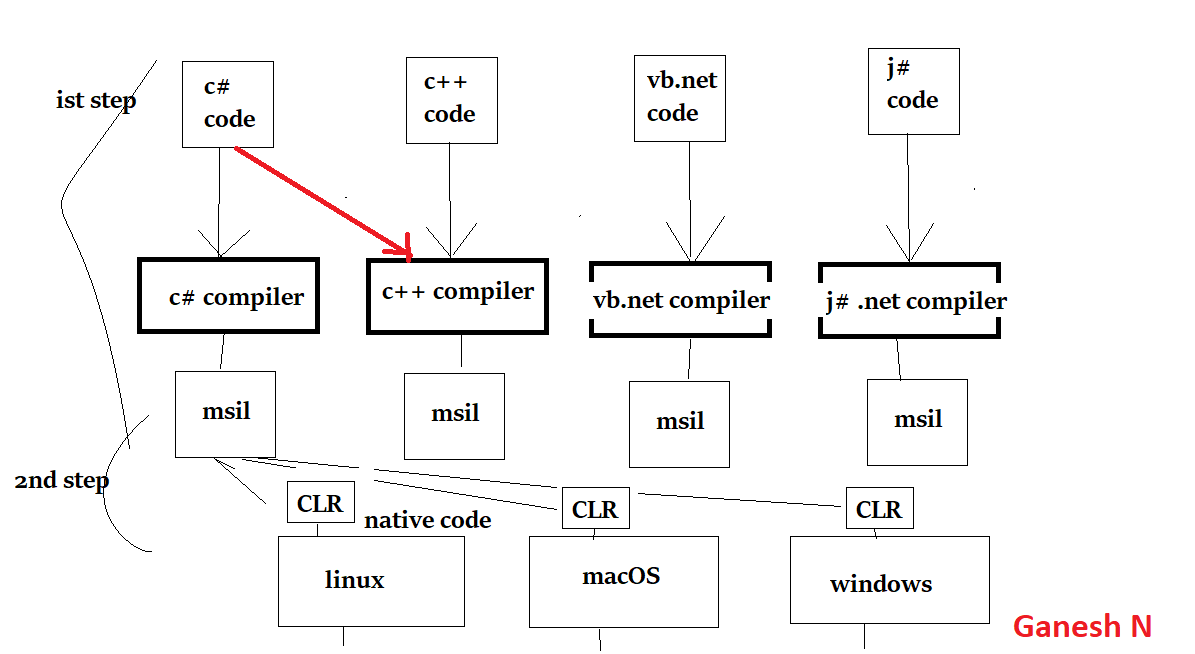 ist step
c#
code
c++
code
vb.net
code
j#
code
c# compiler
c++ compiler
vb.net compiler
j# .net compiler
msil
msil
msil
msil
2nd step
CLR
native code
CLR
CLR
linux
macOS
windows
Ganesh N